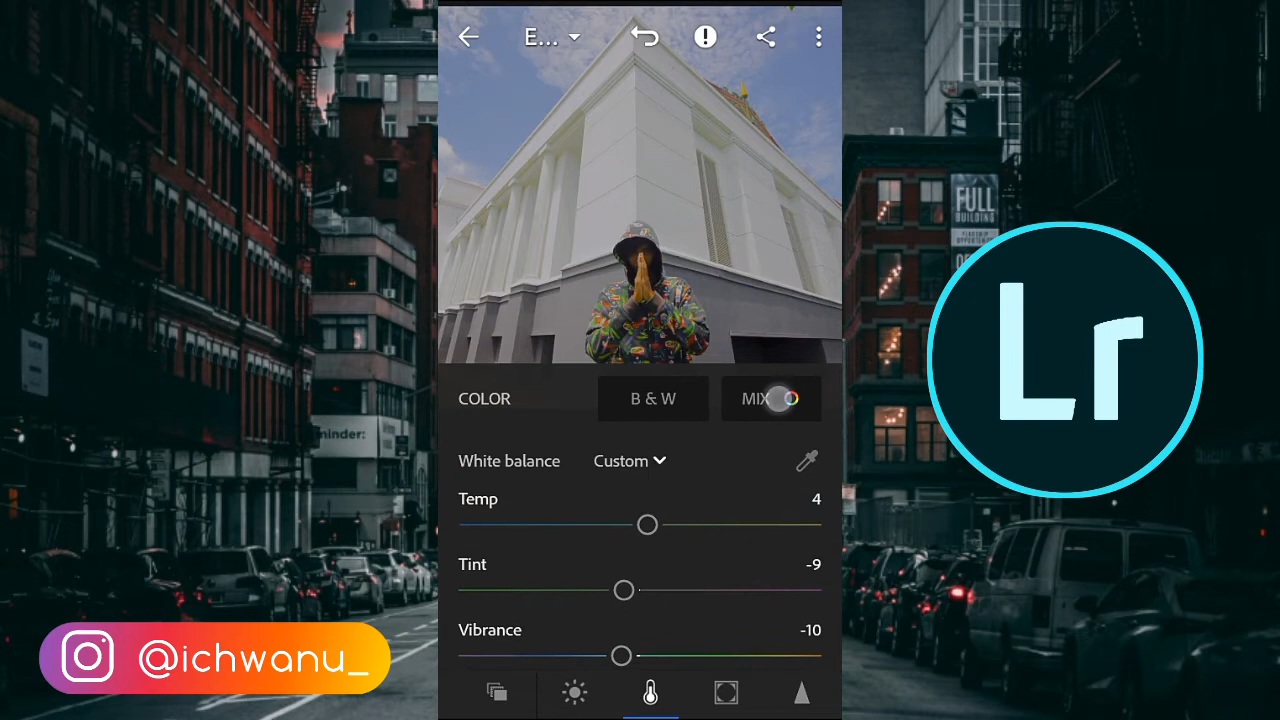 E...
COLOR
B & W
MIX
White balance
Custom
Temp
4
Tint
-9
Vibrance
-10
@ichwanu_
Lr
FULL
BUILDING
minder: